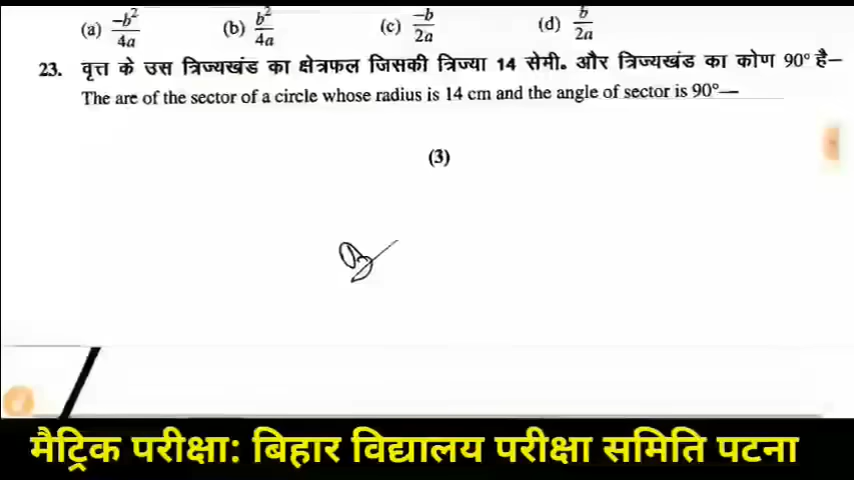 (a) -b²/4a (b) b²/4a (c) -b/2a (d) b/2a
23. वृत्त के उस त्रिज्यखंड का क्षेत्रफल जिसकी त्रिज्या 14 सेमी. और त्रिज्यखंड का कोण 90° है–
The are of the sector of a circle whose radius is 14 cm and the angle of sector is 90°—
(3)
मैट्रिक परीक्षा: बिहार विद्यालय परीक्षा समिति पटना